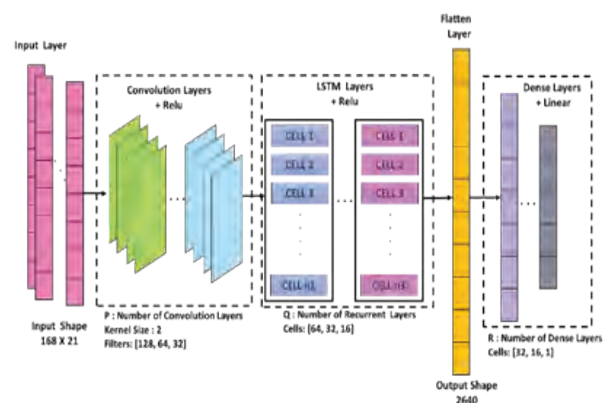 Input Layer
Convolution Layers
+ Relu
LSTM Layers
+ Relu
Flatten
Layer
Dense Layers
+ Linear
CELL 1
CELL 2
CELL 3
CELL n1
CELL 1
CELL 2
CELL 3
Input Shape
168 X 21
P : Number of Convolution Layers
Kernel Size : 2
Filters: [128, 64, 32]
Q : Number of Recurrent Layers
Cells: [64, 32, 16]
R : Number of Dense Layers
Cells: [32, 16, 1]
Output Shape
2640